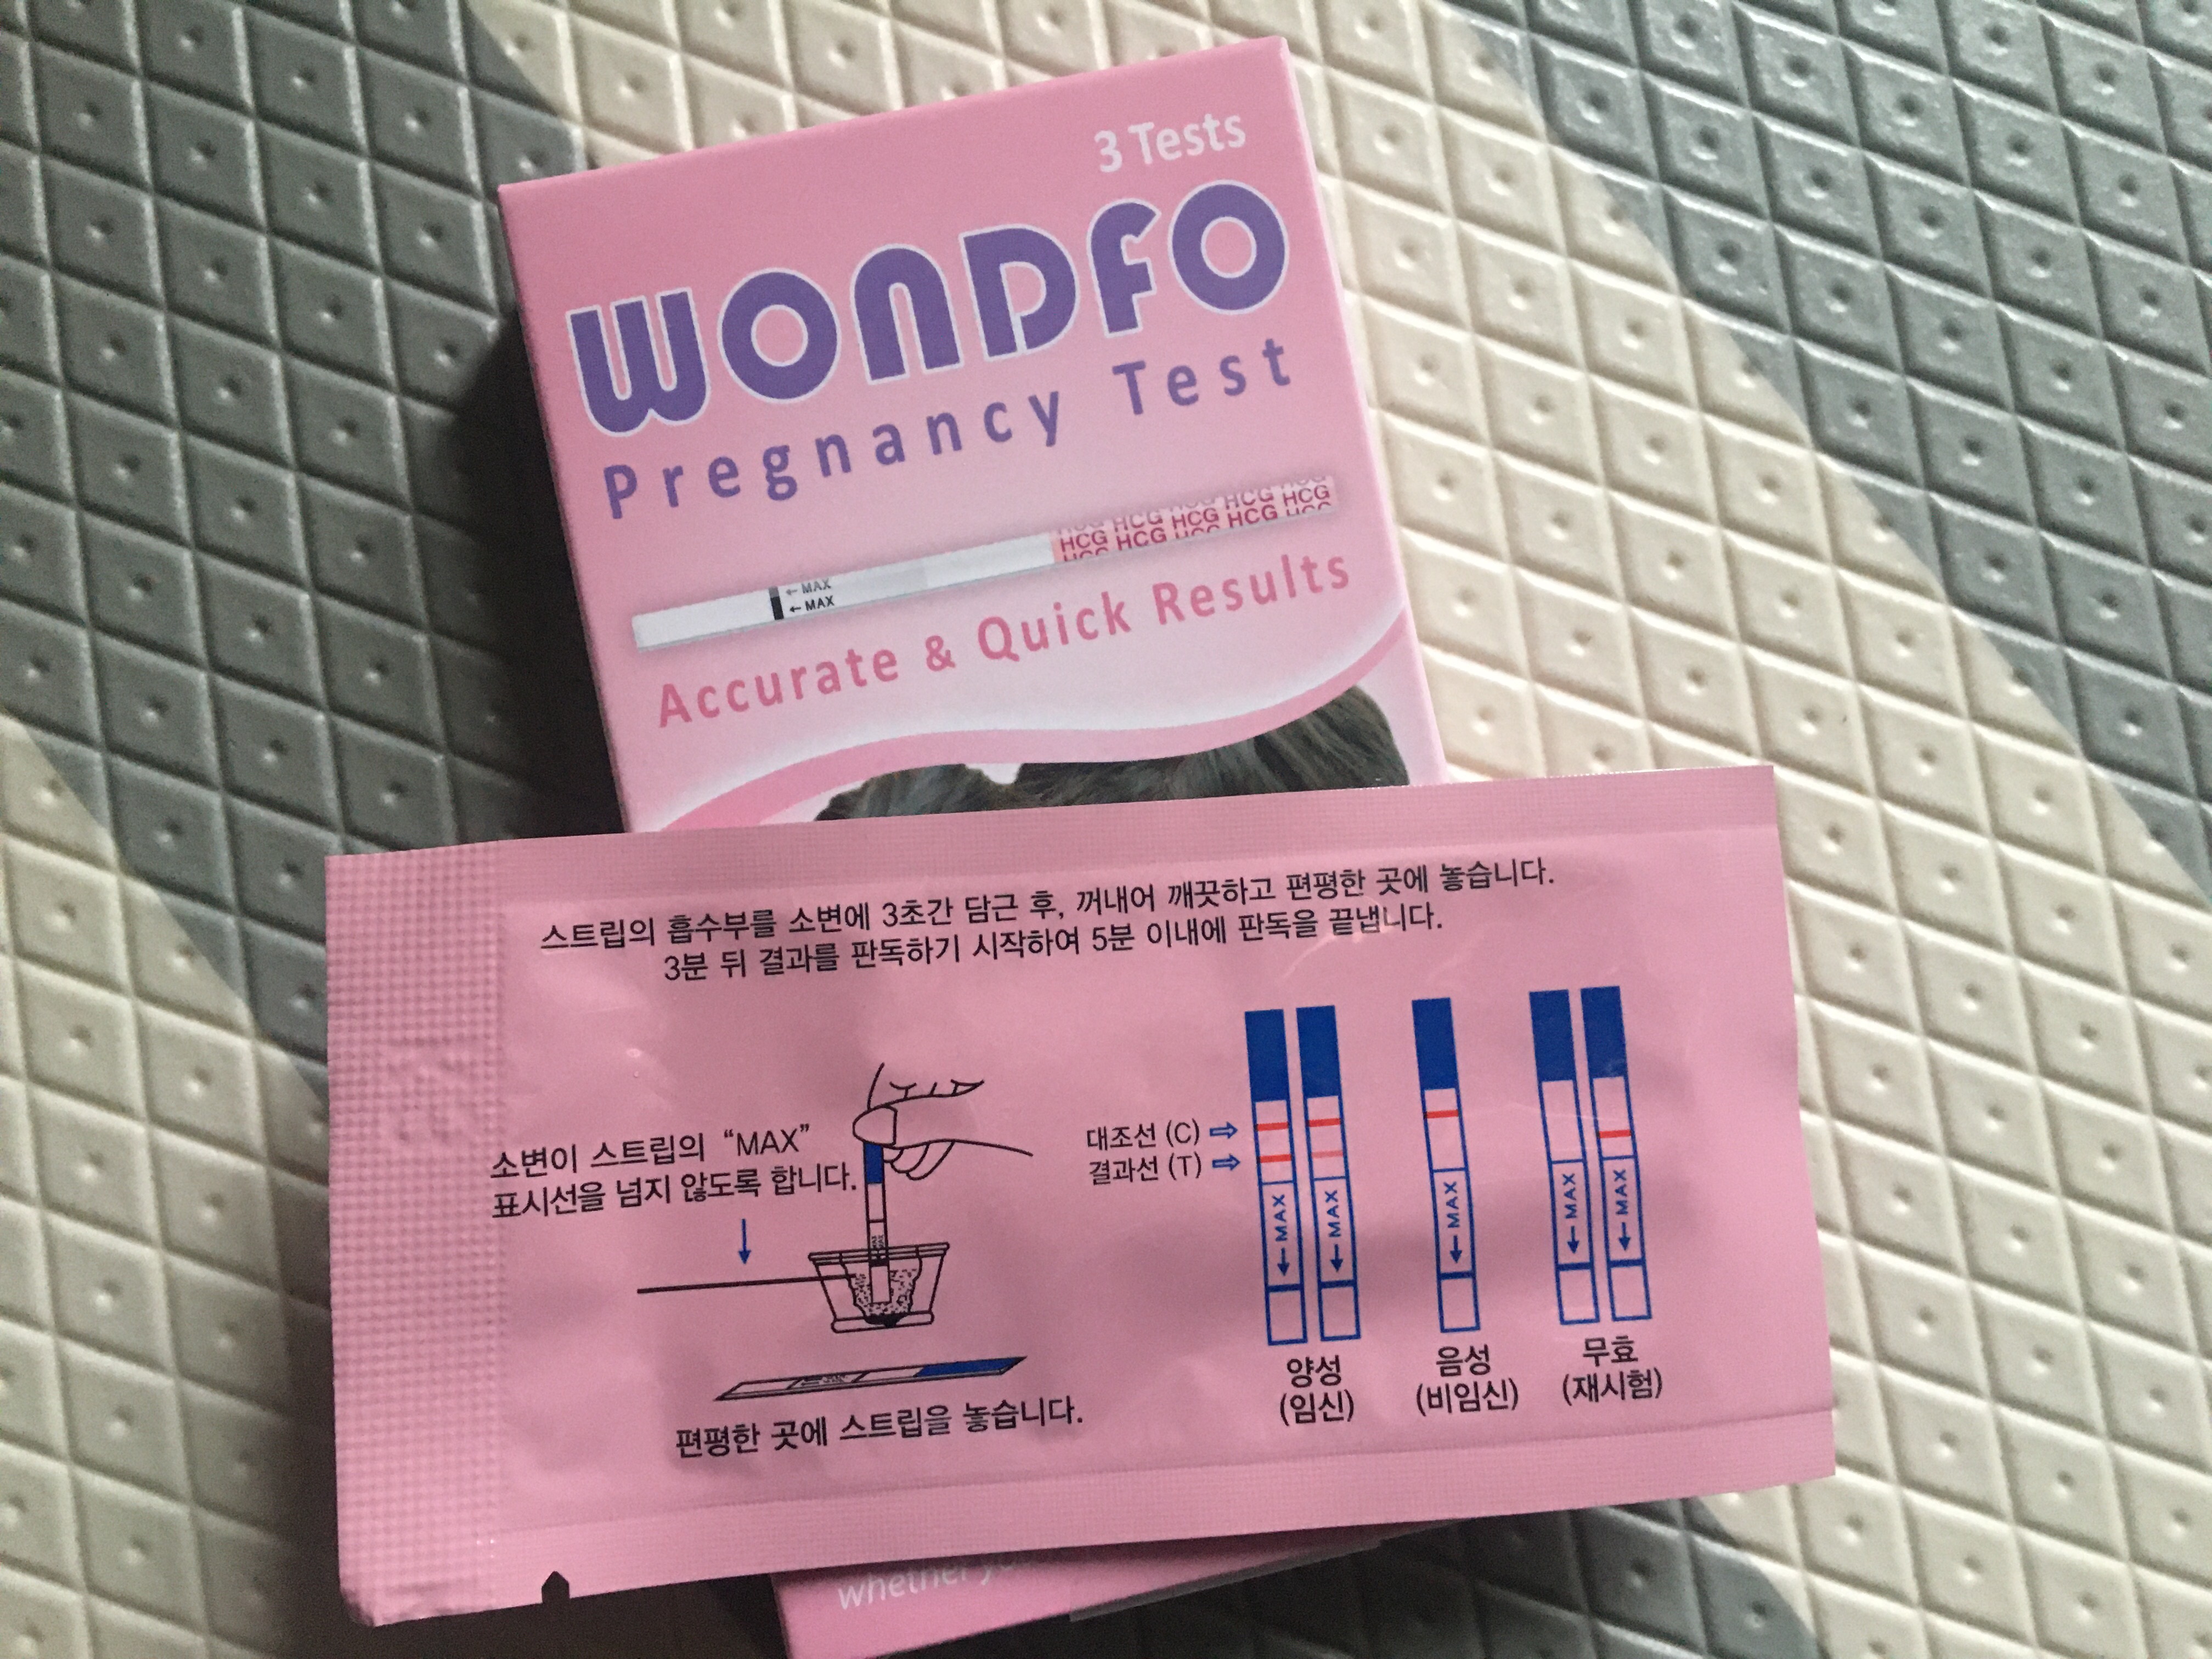 3 Tests
WONDFO
Pregnancy Test
HCG HCG HCG HCG
HCG HCG HCG HCG HCG
← MAX
← MAX
Accurate & Quick Results
스트립의 흡수부를 소변에 3초간 담근 후, 꺼내어 깨끗하고 편평한 곳에 놓습니다.
3분 뒤 결과를 판독하기 시작하여 5분 이내에 판독을 끝냅니다.
소변이 스트립의 “MAX”
표시선을 넘지 않도록 합니다.
편평한 곳에 스트립을 놓습니다.
대조선 (C) ⇨
결과선 (T) ⇨
←MAX ←MAX ←MAX ←MAX ←MAX
양성 음성 무효
(임신) (비임신) (재시험)
whether